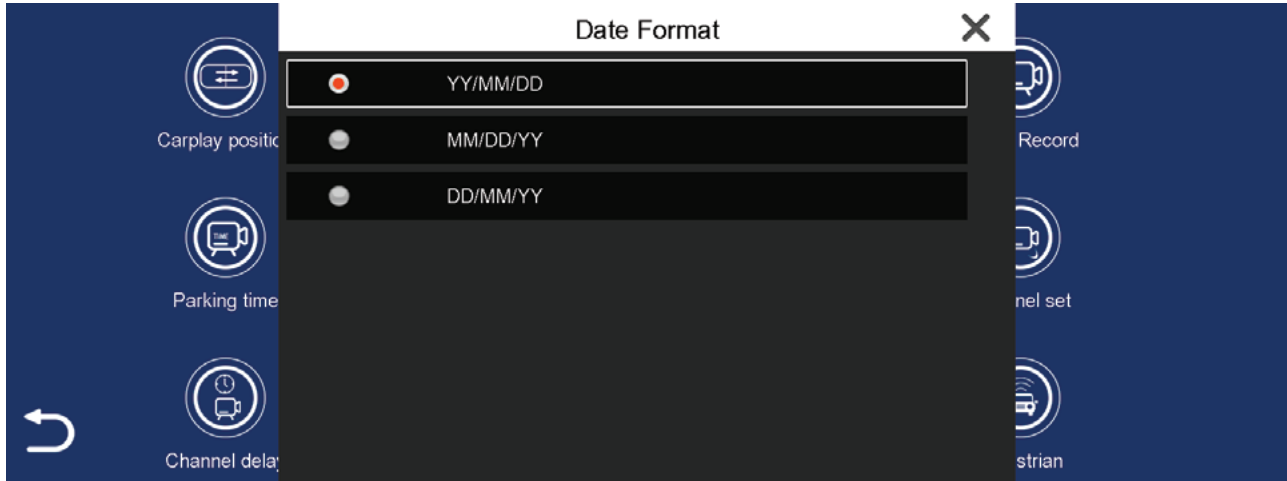 Date Format
YY/MM/DD
MM/DD/YY
DD/MM/YY
Carplay positic
Record
TIME
Parking time
nel set
Channel delay
strian